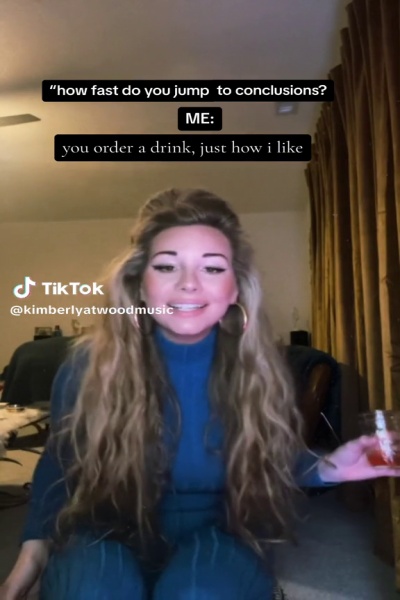 “how fast do you jump to conclusions?
ME:
you order a drink, just how i like
TikTok
@kimberlyatwoodmusic